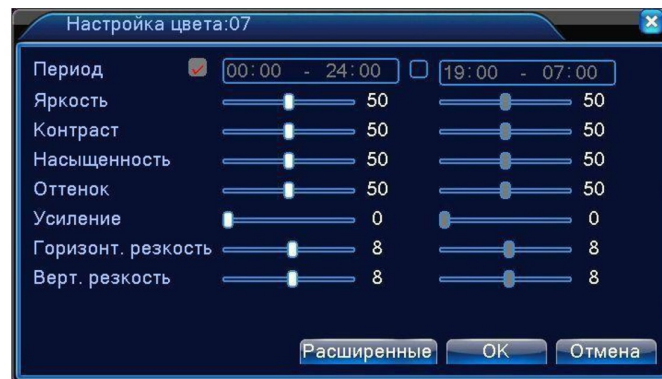 Настройка цвета:07
Период 00:00 - 24:00 19:00 - 07:00
Яркость 50 50
Контраст 50 50
Насыщенность 50 50
Оттенок 50 50
Усиление 0 0
Горизонт. резкость 8 8
Верт. резкость 8 8
Расширенные OK Отмена